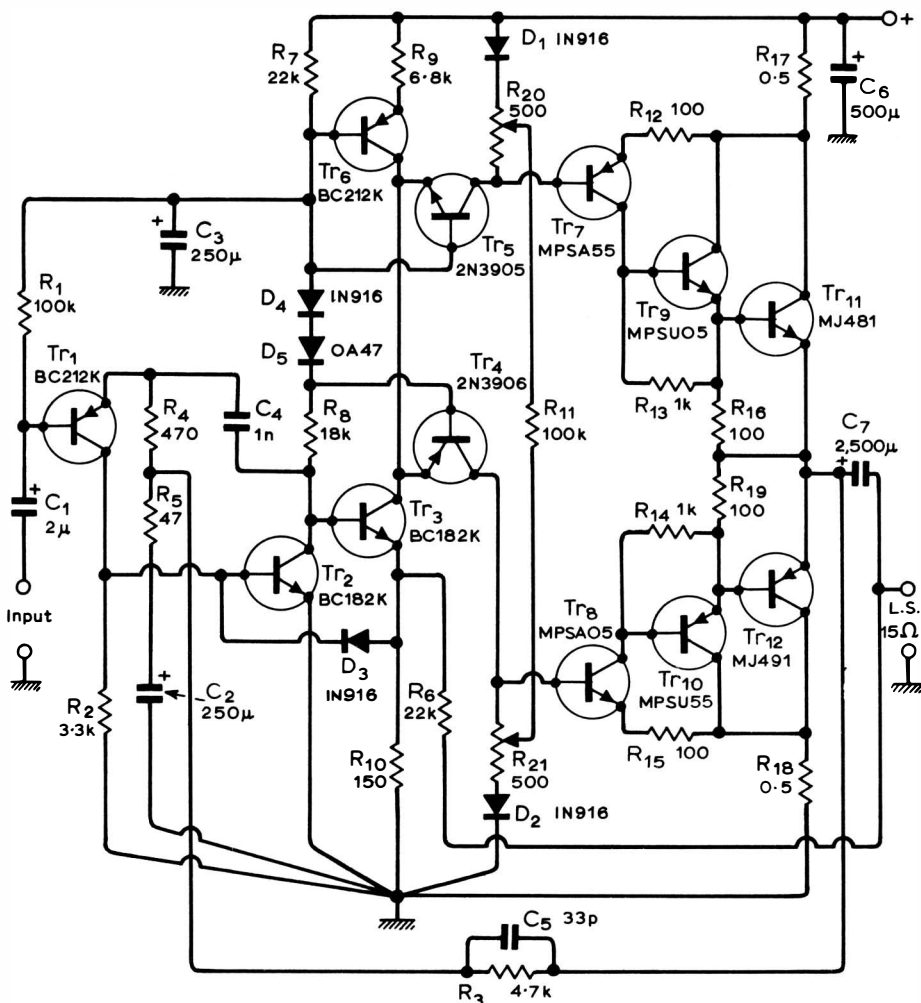 +
R7
22k
R9
6·8k
D1 IN916
R17
0·5
+
C6
500µ
R20
500
R12 100
Tr6
BC212K
Tr7
MPSA55
+
C3
250µ
Tr5
2N3905
R1
100k
D4 IN916
Tr9
MPSU05
Tr11
MJ481
D5 OA47
Tr4
2N3906
Tr1
BC212K
R4
470
C4
1n
R8
18k
R11
100k
R13 1k
R16
100
C7
2,500µ
+
+
C1
2µ
R5
47
Tr3
BC182K
R14 1k
R19
100
Tr2
BC182K
Input
Tr8
MPSA05
Tr12
MJ491
L.S.
15Ω
D3
IN916
Tr10
MPSU55
+
C2
250µ
R2
3·3k
R6
22k
R10
150
R21
500
R15 100
R18
0·5
D2 IN916
C5 33p
R3 4·7k